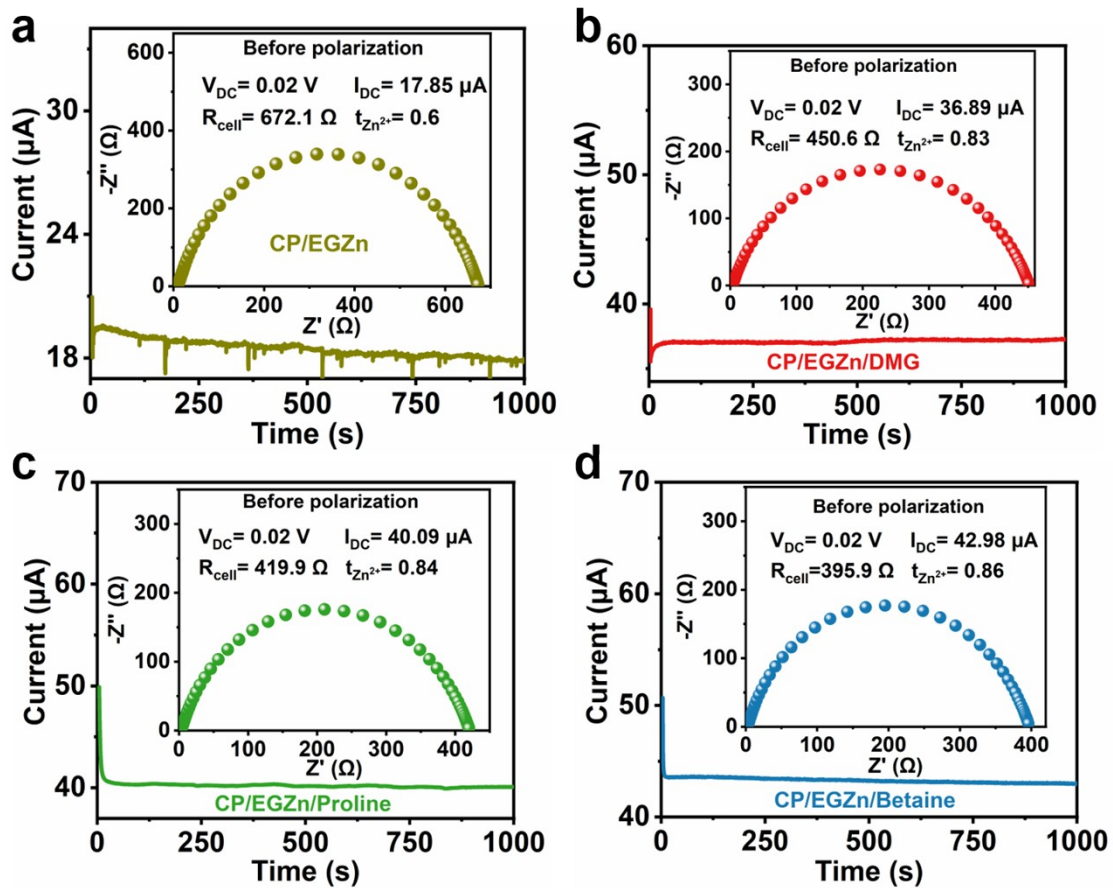 a
Before polarization
V_DC= 0.02 V I_DC= 17.85 µA
R_cell= 672.1 Ω t_Zn²⁺= 0.6
CP/EGZn
-Z'' (Ω)
600
400
200
0
0 200 400 600
Z' (Ω)
Current (µA)
33
30
24
18
0 250 500 750 1000
Time (s)
b
Before polarization
V_DC= 0.02 V I_DC= 36.89 µA
R_cell= 450.6 Ω t_Zn²⁺= 0.83
-Z'' (Ω)
300
200
100
0
0 100 200 300 400
Z' (Ω)
CP/EGZn/DMG
Current (µA)
60
50
40
0 250 500 750 1000
Time (s)
c
Before polarization
V_DC= 0.02 V I_DC= 40.09 µA
R_cell= 419.9 Ω t_Zn²⁺= 0.84
-Z'' (Ω)
300
200
100
0
0 100 200 300 400
Z' (Ω)
CP/EGZn/Proline
Current (µA)
70
60
50
40
0 250 500 750 1000
Time (s)
d
Before polarization
V_DC= 0.02 V I_DC= 42.98 µA
R_cell=395.9 Ω t_Zn²⁺= 0.86
-Z'' (Ω)
300
200
100
0
0 100 200 300 400
Z' (Ω)
CP/EGZn/Betaine
Current (µA)
70
60
50
40
0 250 500 750 1000
Time (s)